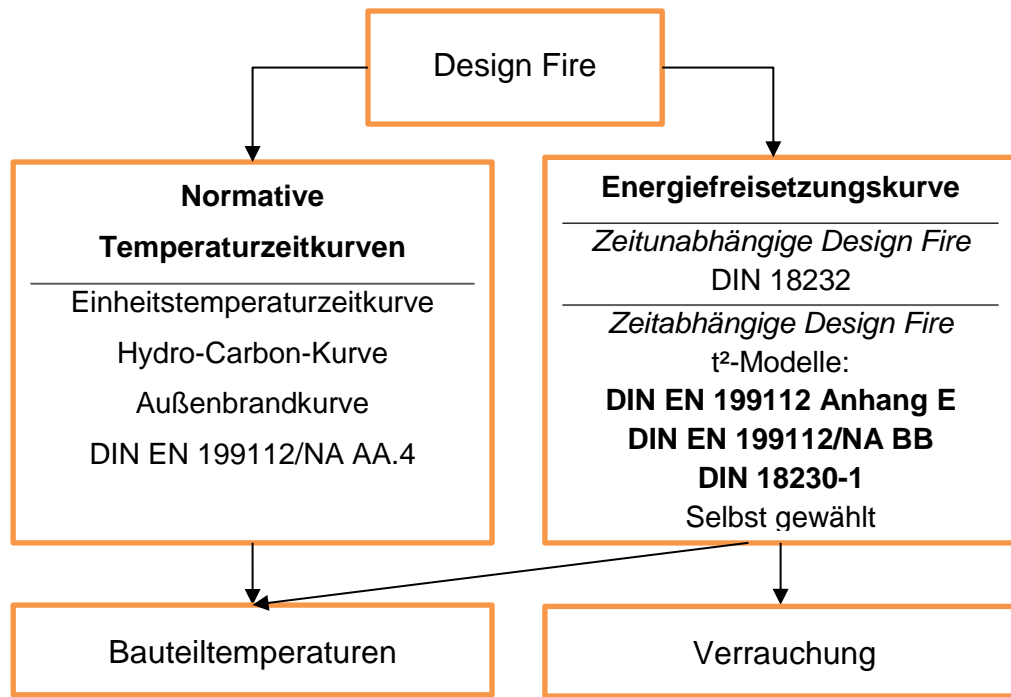 Design Fire
Normative
Temperaturzeitkurven
Einheitstemperaturzeitkurve
Hydro-Carbon-Kurve
Außenbrandkurve
DIN EN 199112/NA AA.4
Energiefreisetzungskurve
Zeitunabhängige Design Fire
DIN 18232
Zeitabhängige Design Fire
t²-Modelle:
DIN EN 199112 Anhang E
DIN EN 199112/NA BB
DIN 18230-1
Selbst gewählt
Bauteiltemperaturen
Verrauchung